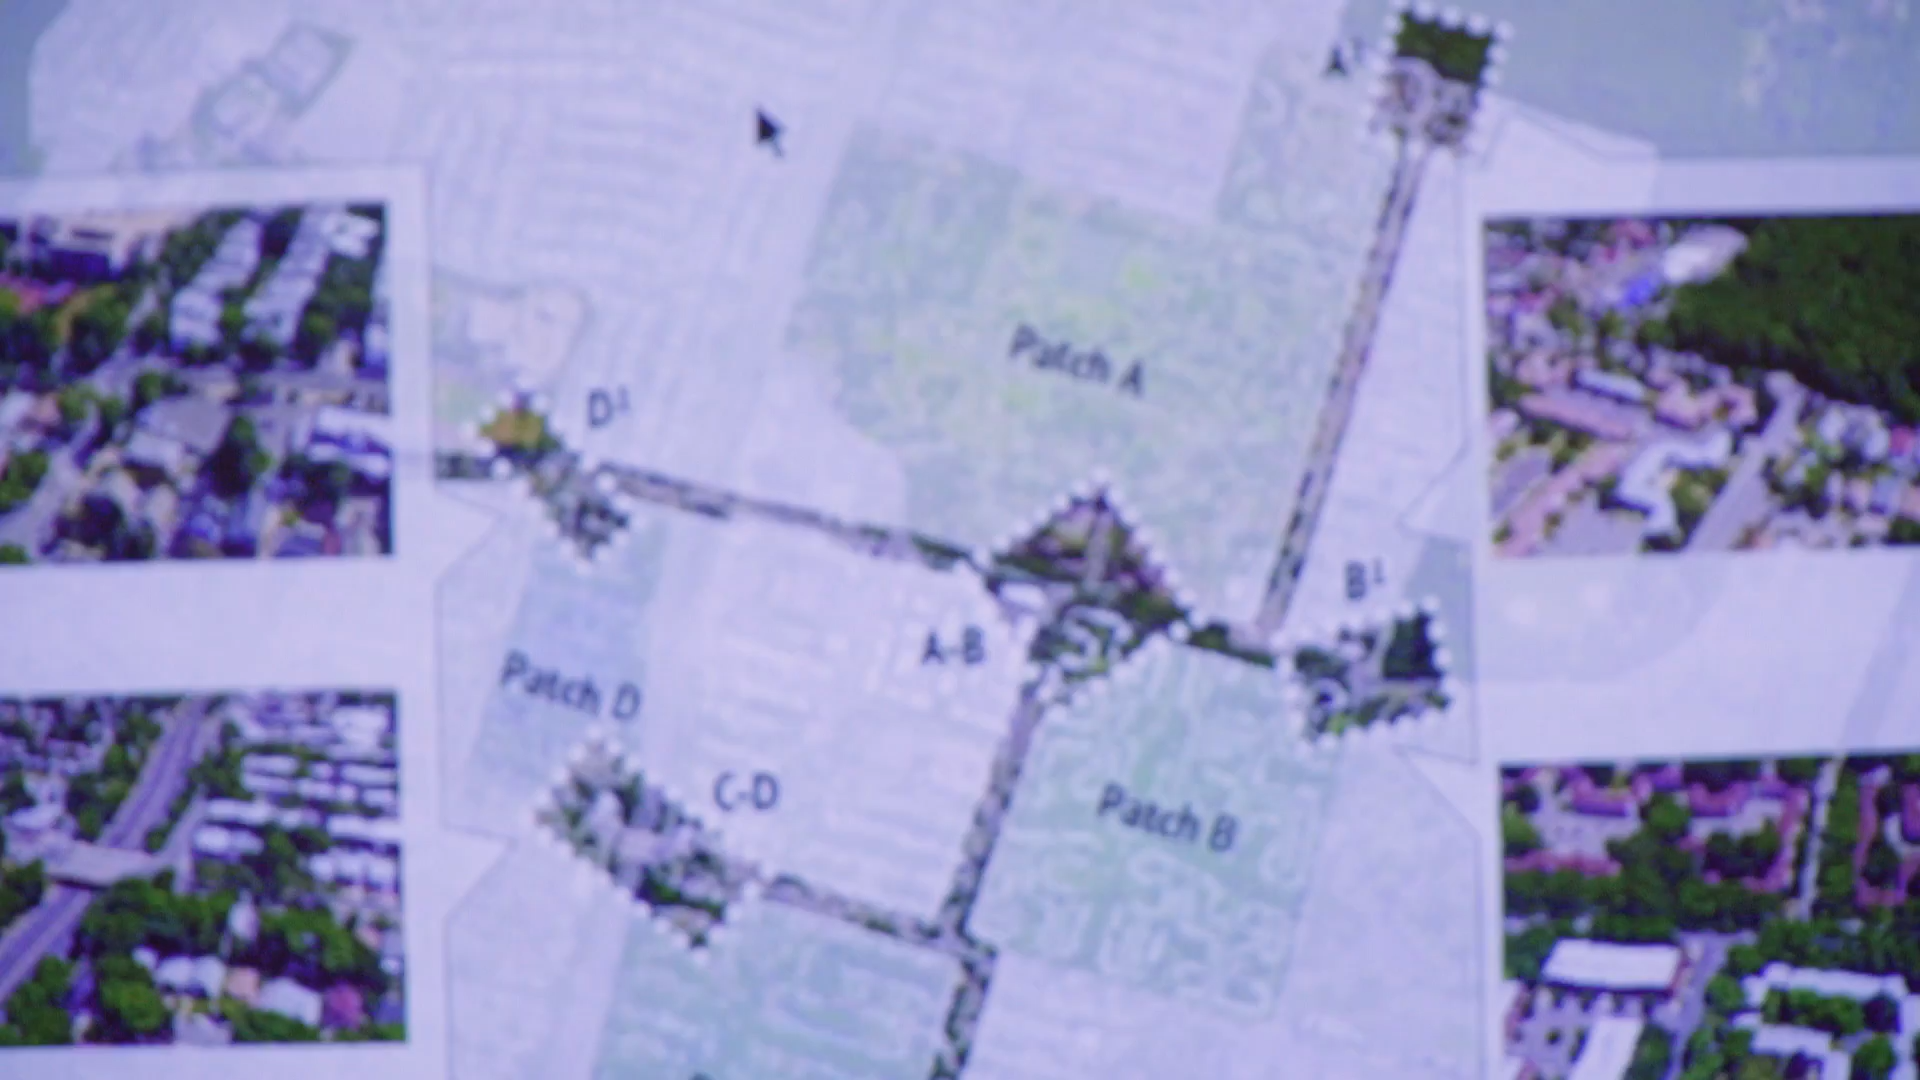 A¹
Patch A
D¹
B¹
A-B
Patch D
C-D
Patch B